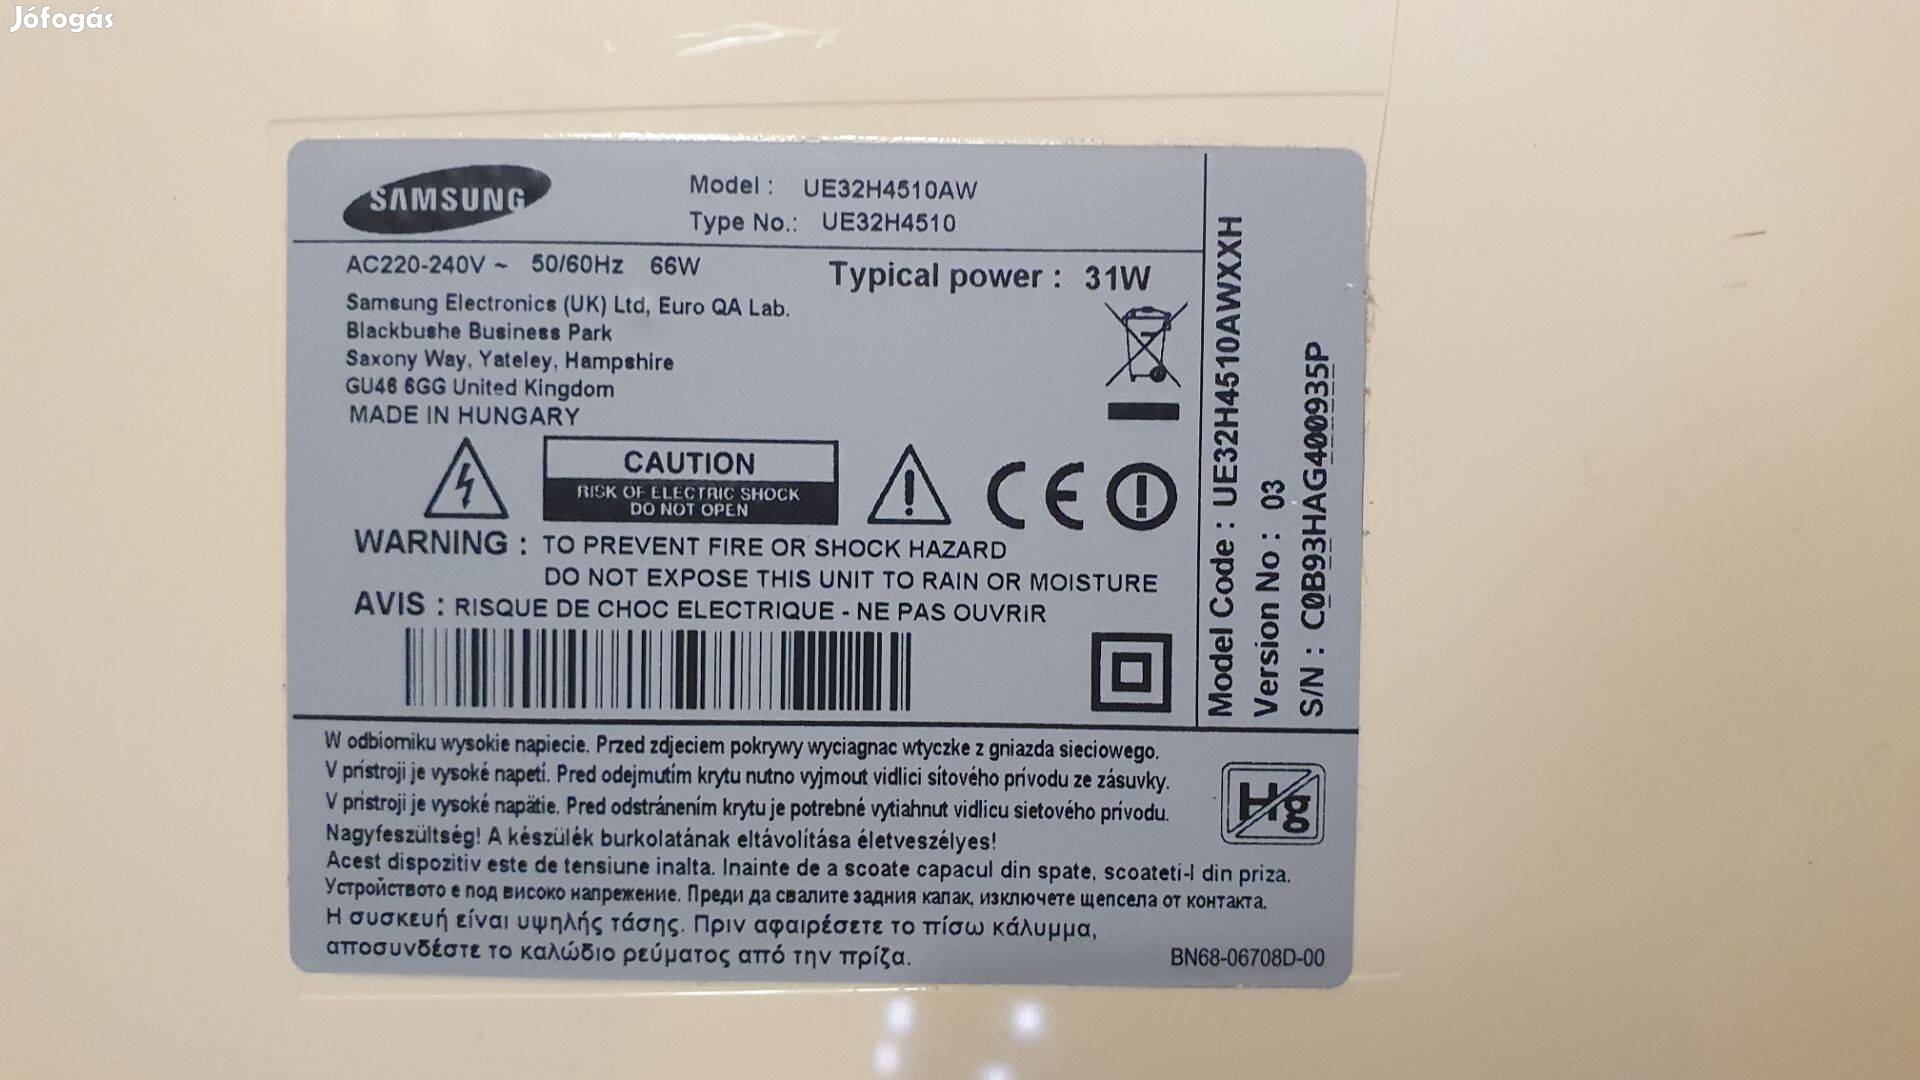 Jófogás
SAMSUNG
Model : UE32H4510AW
Type No.: UE32H4510
AC220-240V ~ 50/60Hz 66W
Typical power : 31W
Samsung Electronics (UK) Ltd, Euro QA Lab.
Blackbushe Business Park
Saxony Way, Yateley, Hampshire
GU46 6GG United Kingdom
MADE IN HUNGARY
CAUTION
RISK OF ELECTRIC SHOCK
DO NOT OPEN
CE
WARNING : TO PREVENT FIRE OR SHOCK HAZARD
DO NOT EXPOSE THIS UNIT TO RAIN OR MOISTURE
AVIS : RISQUE DE CHOC ELECTRIQUE - NE PAS OUVRIR
Model Code : UE32H4510AWXXH
Version No : 03
S/N : C0B93HAG400935P
W odbiorniku wysokie napiecie. Przed zdjeciem pokrywy wyciagnac wtyczke z gniazda sieciowego.
V prístroji je vysoké napetí. Pred odejmutím krytu nutno vyjmout vidlici sítového prívodu ze zásuvky.
V prístroji je vysoké napätie. Pred odstránením krytu je potrebné vytiahnut vidlicu sietového prívodu.
Nagyfeszültség! A készülék burkolatának eltávolítása életveszélyes!
Acest dispozitiv este de tensiune inalta. Inainte de a scoate capacul din spate, scoateti-l din priza.
Устройството е под високо напрежение. Преди да свалите задния капак, изключете щепсела от контакта.
Η συσκευή είναι υψηλής τάσης. Πριν αφαιρέσετε το πίσω κάλυμμα,
αποσυνδέστε το καλώδιο ρεύματος από την πρίζα.
Hg
BN68-06708D-00